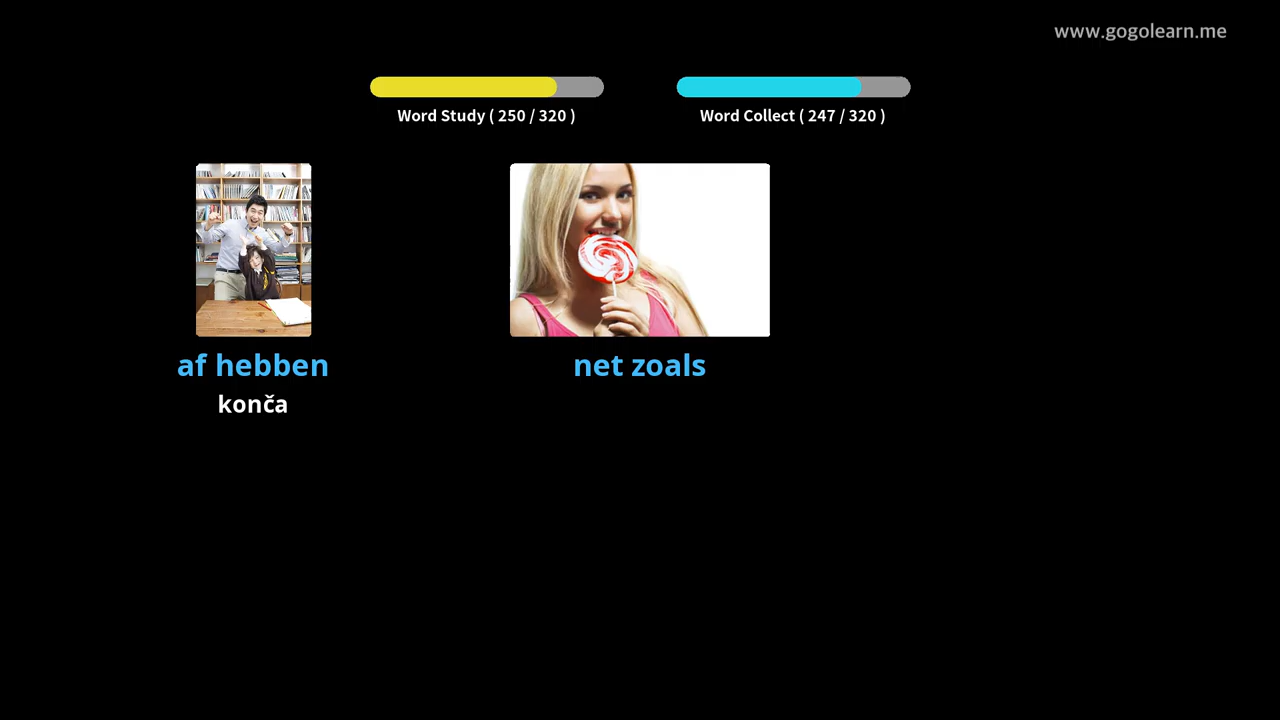 www.gogolearn.me
Word Study ( 250 / 320 )
Word Collect ( 247 / 320 )
af hebben
net zoals
konča